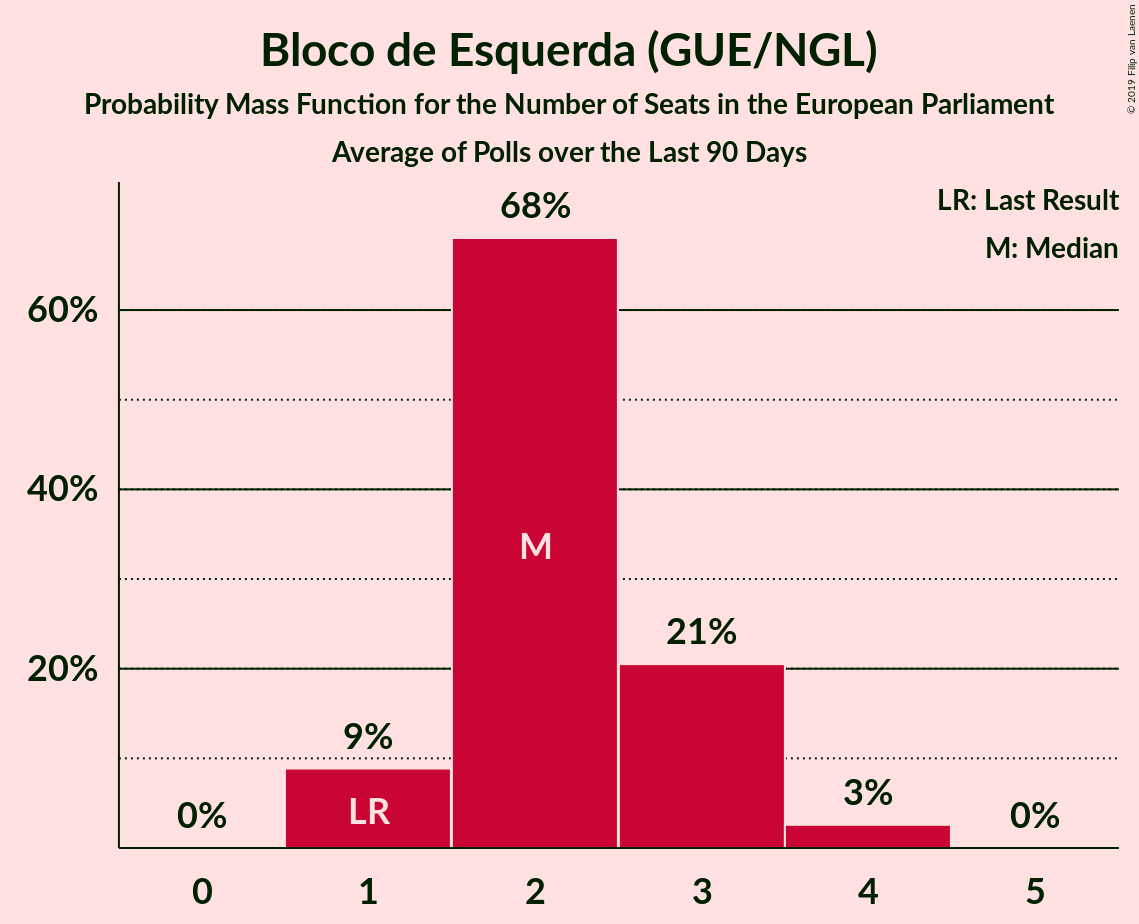 Bloco de Esquerda (GUE/NGL)
Probability Mass Function for the Number of Seats in the European Parliament
Average of Polls over the Last 90 Days
© 2019 Filip van Laenen
LR: Last Result
M: Median
68%
60%
40%
M
21%
20%
9%
3%
0%
LR
0%
0 1 2 3 4 5